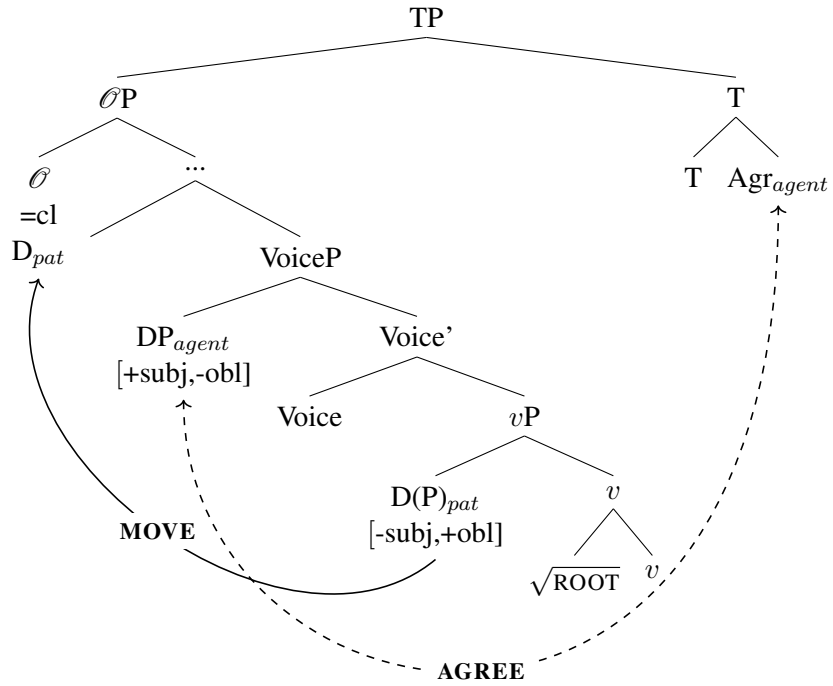 TP
𝒪P T
𝒪 ... T Agr_agent
=cl
D_pat VoiceP
DP_agent Voice’
[+subj,-obl]
Voice vP
D(P)_pat v
[-subj,+obl]
MOVE
√ROOT v
AGREE